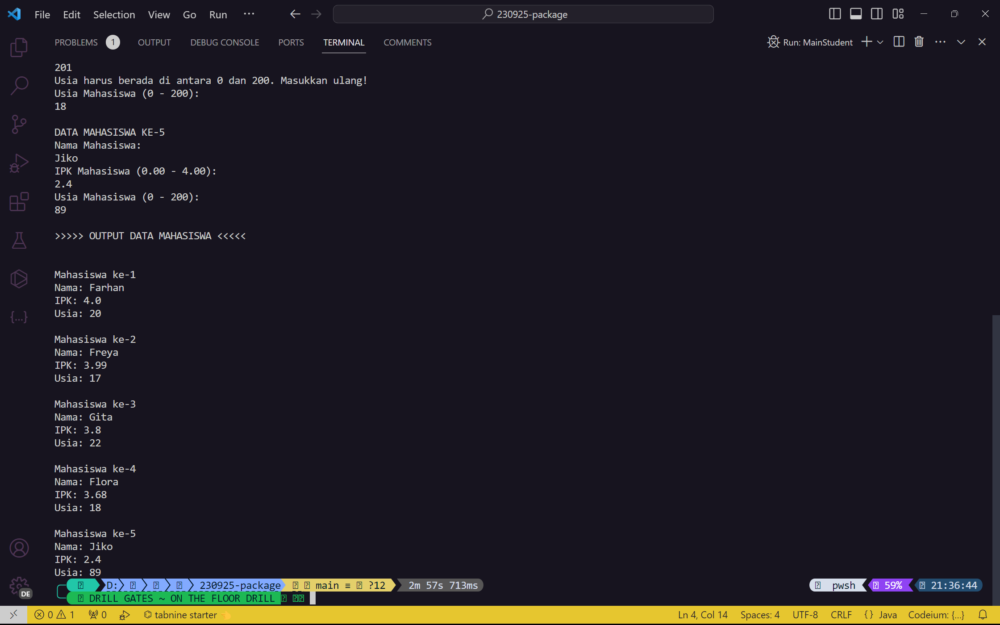 File Edit Selection View Go Run ··· 230925-package
PROBLEMS 1 OUTPUT DEBUG CONSOLE PORTS TERMINAL COMMENTS Run: MainStudent
201
Usia harus berada di antara 0 dan 200. Masukkan ulang!
Usia Mahasiswa (0 - 200):
18
DATA MAHASISWA KE-5
Nama Mahasiswa:
Jiko
IPK Mahasiswa (0.00 - 4.00):
2.4
Usia Mahasiswa (0 - 200):
89
>>>>> OUTPUT DATA MAHASISWA <<<<<
Mahasiswa ke-1
Nama: Farhan
IPK: 4.0
Usia: 20
Mahasiswa ke-2
Nama: Freya
IPK: 3.99
Usia: 17
Mahasiswa ke-3
Nama: Gita
IPK: 3.8
Usia: 22
Mahasiswa ke-4
Nama: Flora
IPK: 3.68
Usia: 18
Mahasiswa ke-5
Nama: Jiko
IPK: 2.4
Usia: 89
D: 230925-package main ≡ ?12 2m 57s 713ms pwsh 59% 21:36:44
DRILL GATES ~ ON THE FLOOR DRILL
DE
0 1 0 tabnine starter Ln 4, Col 14 Spaces: 4 UTF-8 CRLF {} Java Codeium: {...}